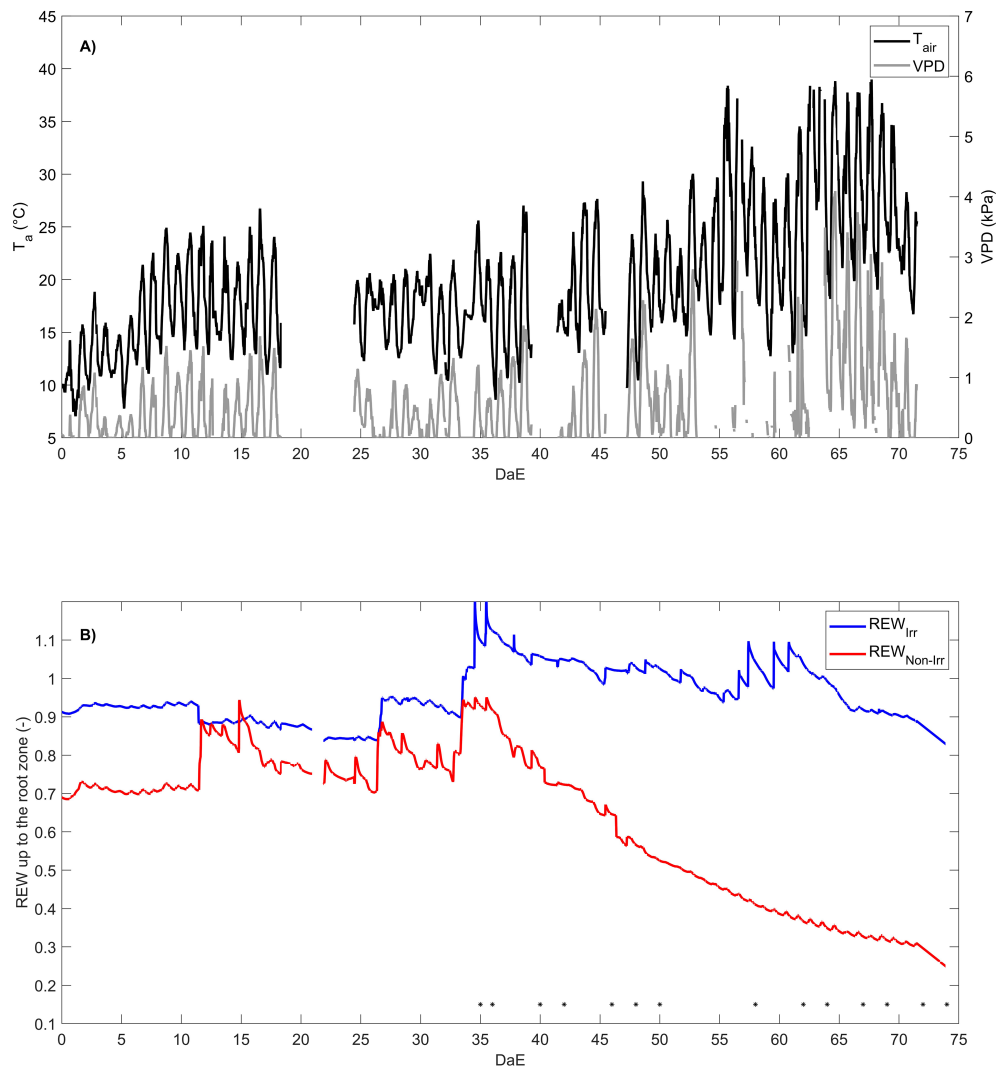 A)
T_air
VPD
45
40
35
30
25
20
15
10
5
T_a (°C)
7
6
5
4
3
2
1
0
VPD (kPa)
0 5 10 15 20 25 30 35 40 45 50 55 60 65 70 75
DaE
B)
REW_Irr
REW_Non-Irr
1.1
1
0.9
0.8
0.7
0.6
0.5
0.4
0.3
0.2
0.1
REW up to the root zone (-)
* * * * * * * * * * * * * *
0 5 10 15 20 25 30 35 40 45 50 55 60 65 70 75
DaE